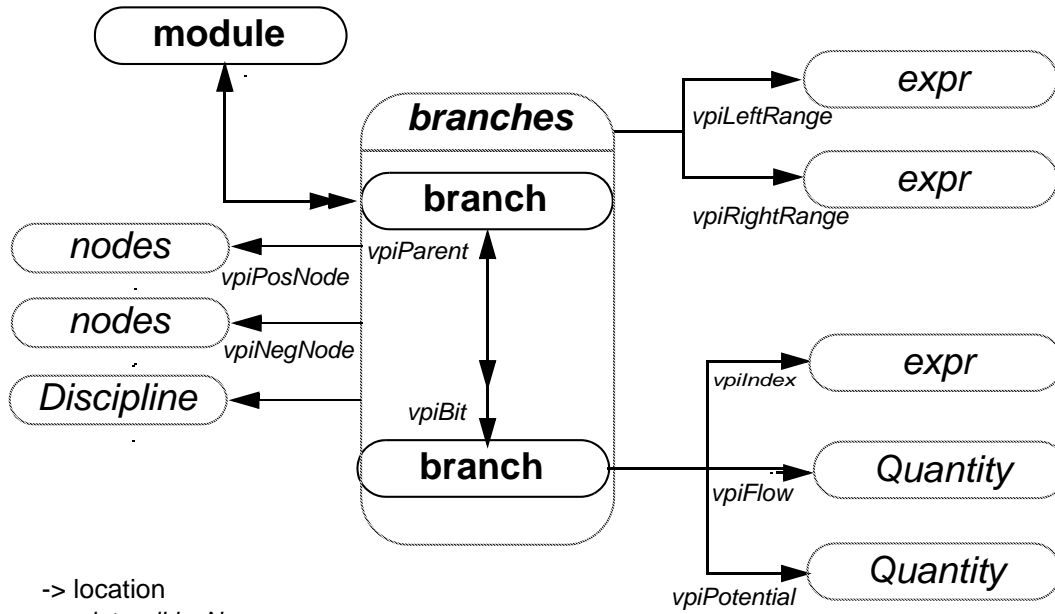 module
branches
expr
vpiLeftRange
expr
vpiRightRange
branch
nodes
vpiPosNode
vpiParent
nodes
vpiNegNode
Discipline
vpiBit
branch
vpiIndex
expr
vpiFlow
Quantity
vpiPotential
Quantity
-> location